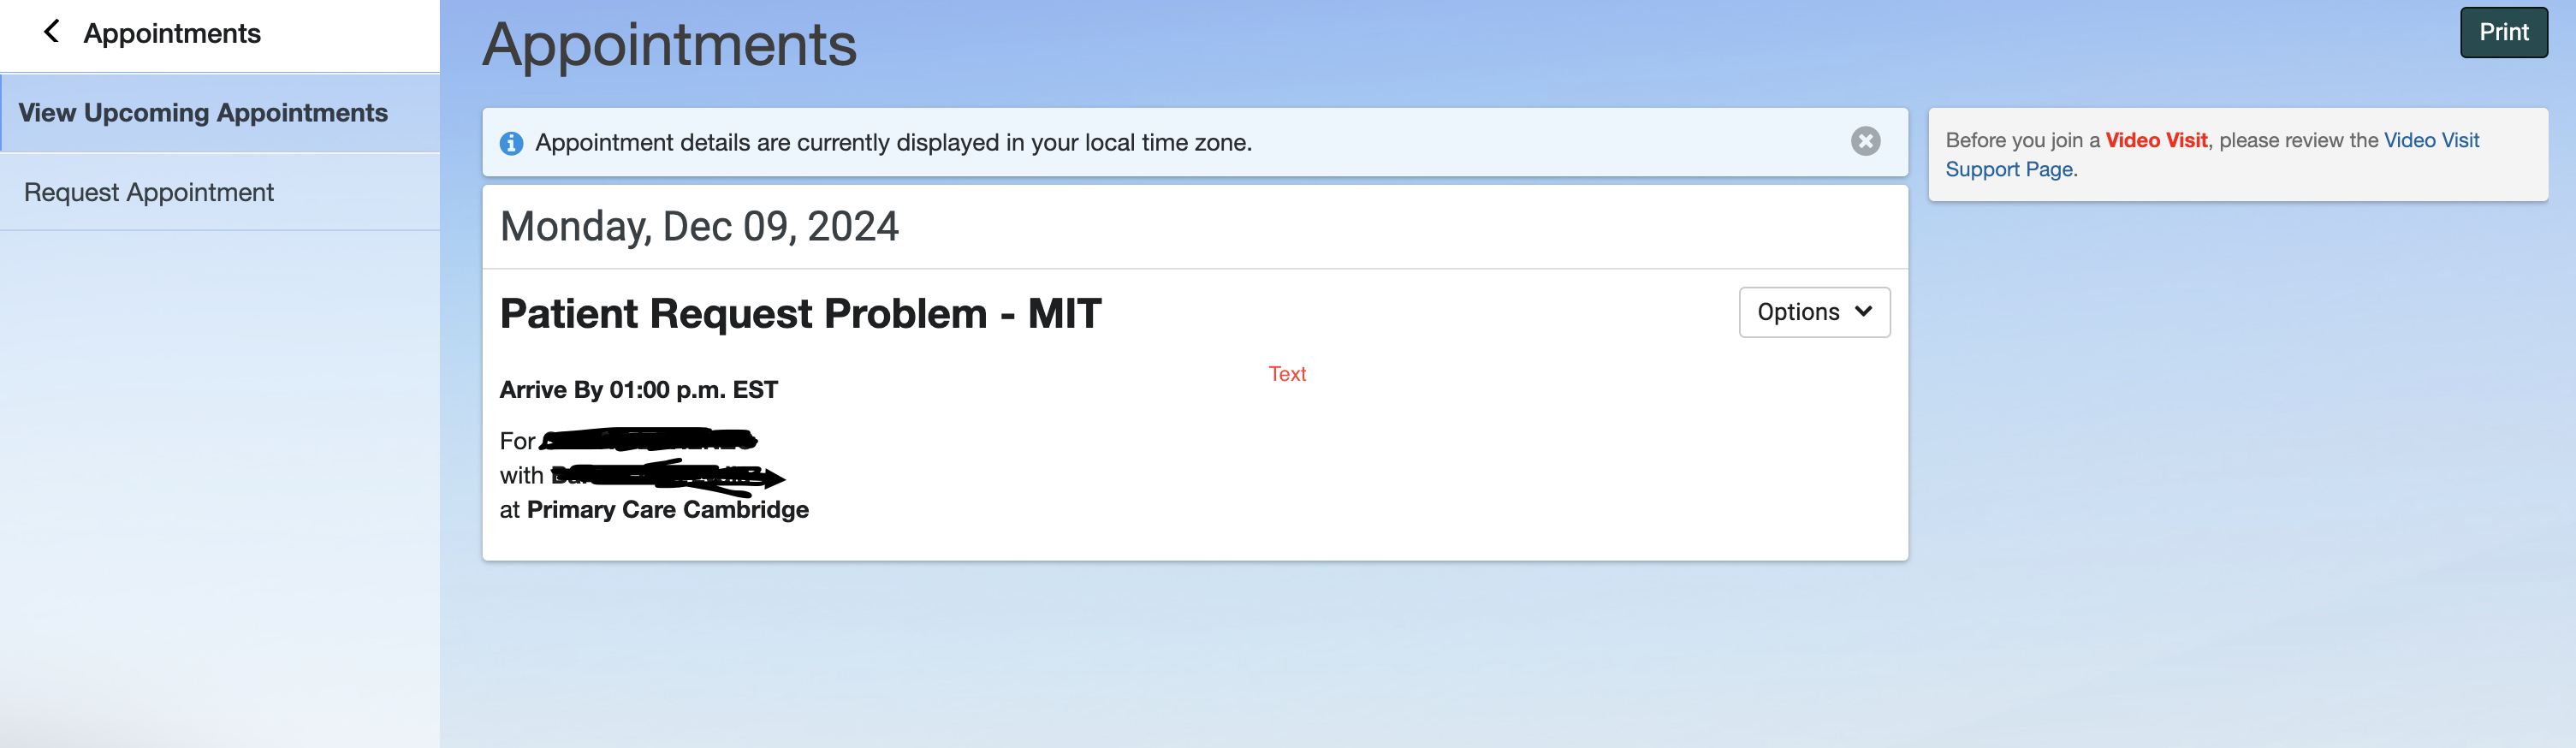 Appointments
View Upcoming Appointments
Request Appointment
Appointments
Print
Appointment details are currently displayed in your local time zone.
Before you join a Video Visit, please review the Video Visit
Support Page.
Monday, Dec 09, 2024
Patient Request Problem - MIT
Options
Text
Arrive By 01:00 p.m. EST
For
with
at Primary Care Cambridge